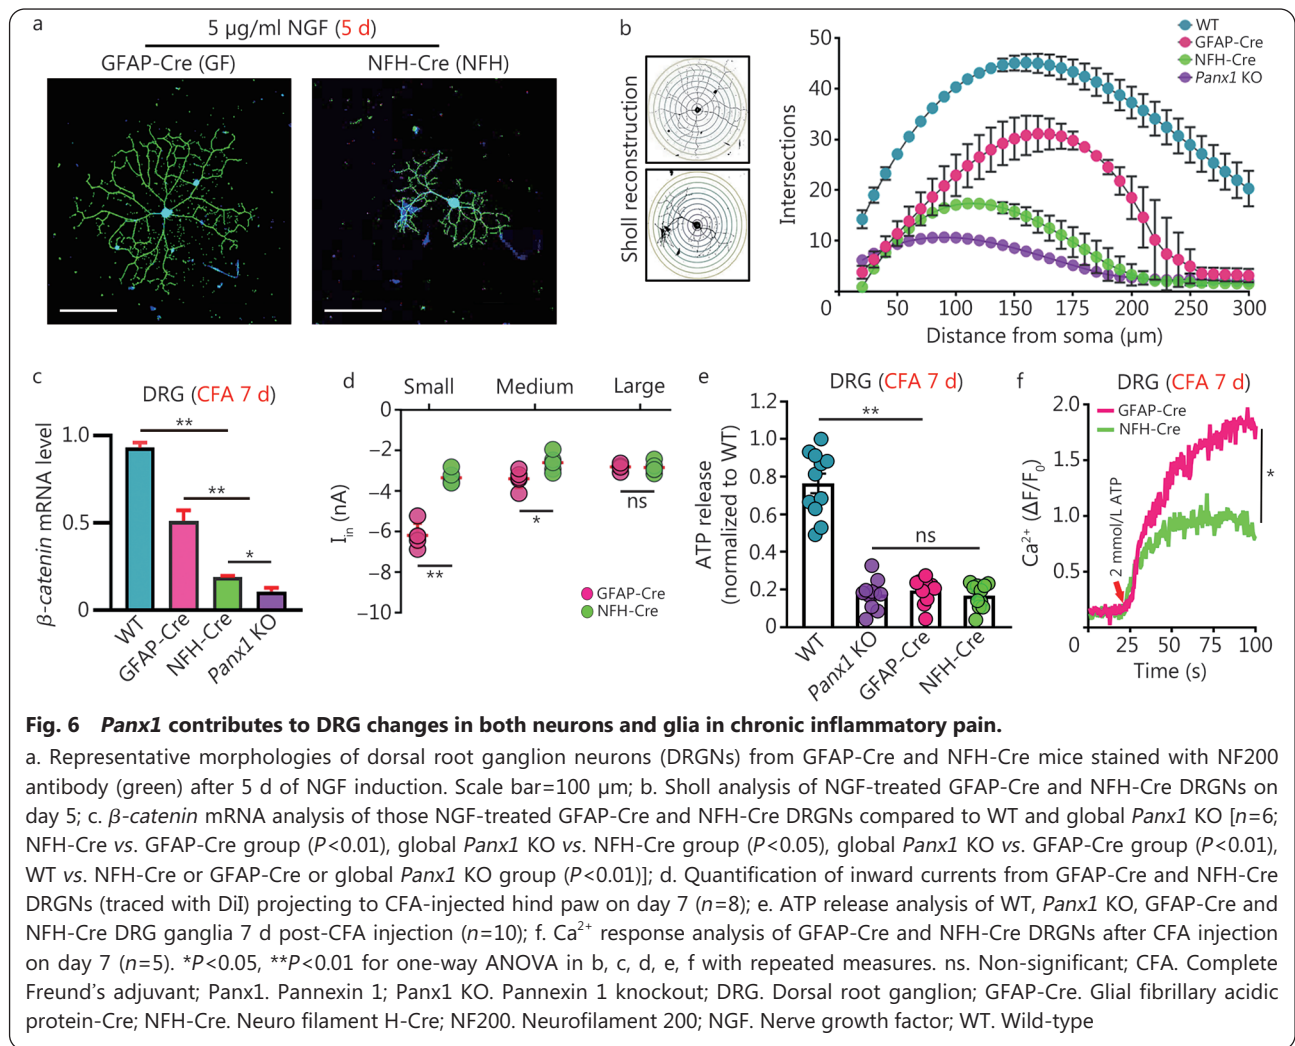 a
5 µg/ml NGF (5 d)
GFAP-Cre (GF)
NFH-Cre (NFH)
b
Sholl reconstruction
WT
GFAP-Cre
NFH-Cre
Panx1 KO
50
40
30
20
10
Intersections
50
100
150
175
200
250
300
Distance from soma (µm)
c
DRG (CFA 7 d)
**
**
*
1.0
0.5
0
β-catenin mRNA level
WT
GFAP-Cre
NFH-Cre
Panx1 KO
d
Small
Medium
Large
0
−2
−4
−6
−8
−10
I_in (nA)
**
*
ns
GFAP-Cre
NFH-Cre
e
DRG (CFA 7 d)
**
ns
1.2
1.0
0.8
0.6
0.4
0.2
0
ATP release
(normalized to WT)
WT
Panx1 KO
GFAP-Cre
NFH-Cre
f
DRG (CFA 7 d)
GFAP-Cre
NFH-Cre
2.0
1.5
1.0
0.5
Ca²⁺ (ΔF/F₀)
2 mmol/L ATP
*
0
25
50
75
100
Time (s)
Fig. 6 Panx1 contributes to DRG changes in both neurons and glia in chronic inflammatory pain.
a. Representative morphologies of dorsal root ganglion neurons (DRGNs) from GFAP-Cre and NFH-Cre mice stained with NF200
antibody (green) after 5 d of NGF induction. Scale bar=100 µm; b. Sholl analysis of NGF-treated GFAP-Cre and NFH-Cre DRGNs on
day 5; c. β-catenin mRNA analysis of those NGF-treated GFAP-Cre and NFH-Cre DRGNs compared to WT and global Panx1 KO [n=6;
NFH-Cre vs. GFAP-Cre group (P<0.01), global Panx1 KO vs. NFH-Cre group (P<0.05), global Panx1 KO vs. GFAP-Cre group (P<0.01),
WT vs. NFH-Cre or GFAP-Cre or global Panx1 KO group (P<0.01)]; d. Quantification of inward currents from GFAP-Cre and NFH-Cre
DRGNs (traced with DiI) projecting to CFA-injected hind paw on day 7 (n=8); e. ATP release analysis of WT, Panx1 KO, GFAP-Cre and
NFH-Cre DRG ganglia 7 d post-CFA injection (n=10); f. Ca²⁺ response analysis of GFAP-Cre and NFH-Cre DRGNs after CFA injection
on day 7 (n=5). *P<0.05, **P<0.01 for one-way ANOVA in b, c, d, e, f with repeated measures. ns. Non-significant; CFA. Complete
Freund's adjuvant; Panx1. Pannexin 1; Panx1 KO. Pannexin 1 knockout; DRG. Dorsal root ganglion; GFAP-Cre. Glial fibrillary acidic
protein-Cre; NFH-Cre. Neuro filament H-Cre; NF200. Neurofilament 200; NGF. Nerve growth factor; WT. Wild-type